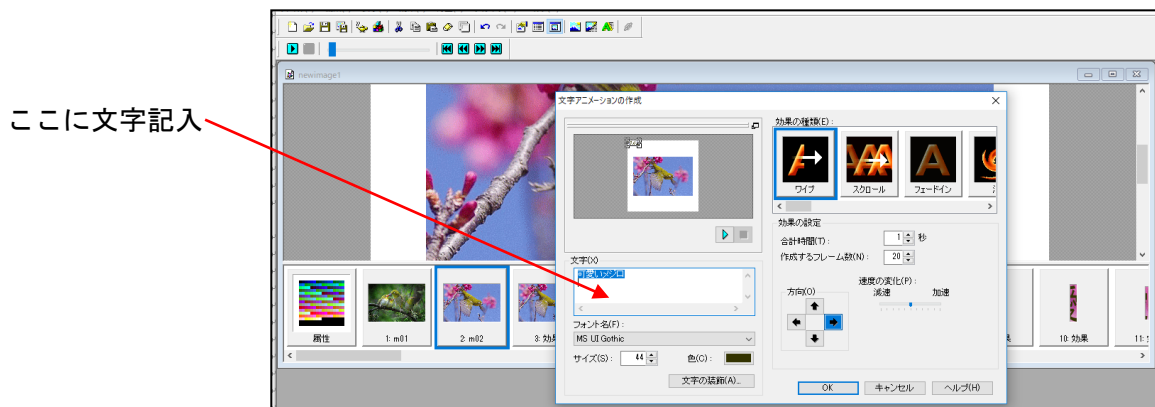 ここに文字記入
newimage1
文字アニメーションの作成
効果の種類(E):
ワイプ
スクロール
フェードイン
効果の設定
合計時間(T): 1 秒
作成するフレーム数(N): 20
速度の変化(P):
減速 加速
方向(O)
文字(X)
可愛いメジロ
フォント名(F):
MS UI Gothic
サイズ(S): 44 色(C):
文字の装飾(A)...
OK キャンセル ヘルプ(H)
属性
1: m01
2: m02
3: 効果
10: 効果
11: